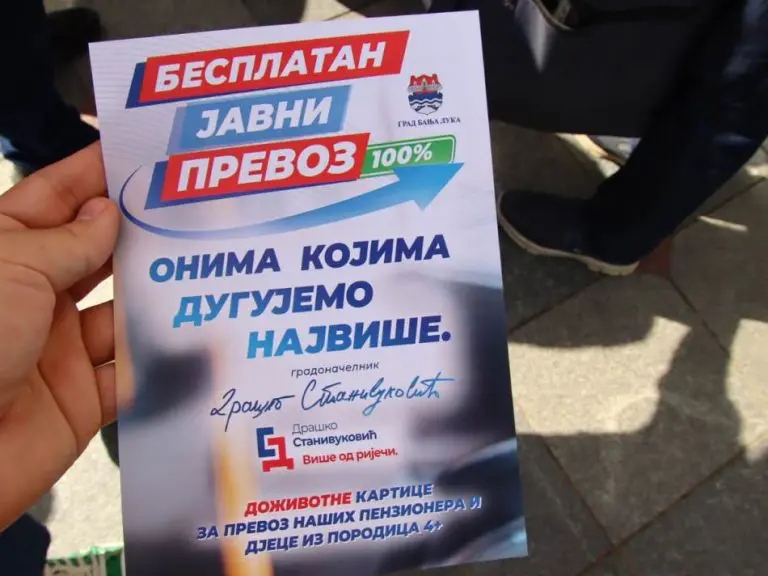 БЕСПЛАТАН
ЈАВНИ
ПРЕВОЗ 100%
ГРАД БАЊА ЛУКА
ОНИМА КОЈИМА
ДУГУЈЕМО
НАЈВИШЕ.
градоначелник
Драшко Станивуковић
Драшко
Станивуковић
Више од ријечи.
ДОЖИВОТНЕ КАРТИЦЕ
ЗА ПРЕВОЗ НАШИХ ПЕНЗИОНЕРА И
ДЈЕЦЕ ИЗ ПОРОДИЦА 4+